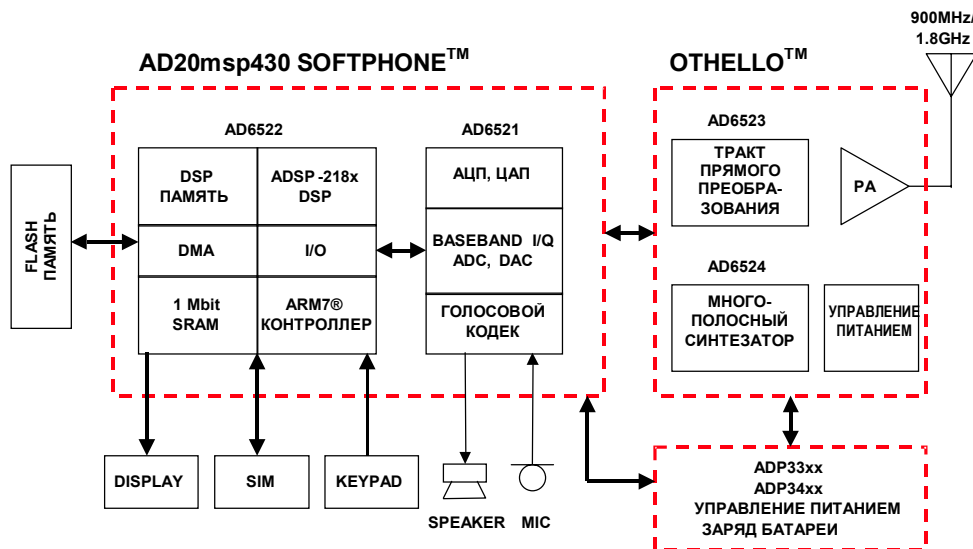 900MHz/
1.8GHz
AD20msp430 SOFTPHONE™
OTHELLO™
AD6522
AD6521
AD6523
FLASH
ПАМЯТЬ
DSP
ПАМЯТЬ
ADSP -218x
DSP
DMA
I/O
1 Mbit
SRAM
ARM7®
КОНТРОЛЛЕР
АЦП, ЦАП
BASEBAND I/Q
ADC, DAC
ГОЛОСОВОЙ
КОДЕК
ТРАКТ
ПРЯМОГО
ПРЕОБРА-
ЗОВАНИЯ
PA
AD6524
МНОГО-
ПОЛОСНЫЙ
СИНТЕЗАТОР
УПРАВЛЕНИЕ
ПИТАНИЕМ
DISPLAY
SIM
KEYPAD
SPEAKER
MIC
ADP33xx
ADP34xx
УПРАВЛЕНИЕ ПИТАНИЕМ
ЗАРЯД БАТАРЕИ